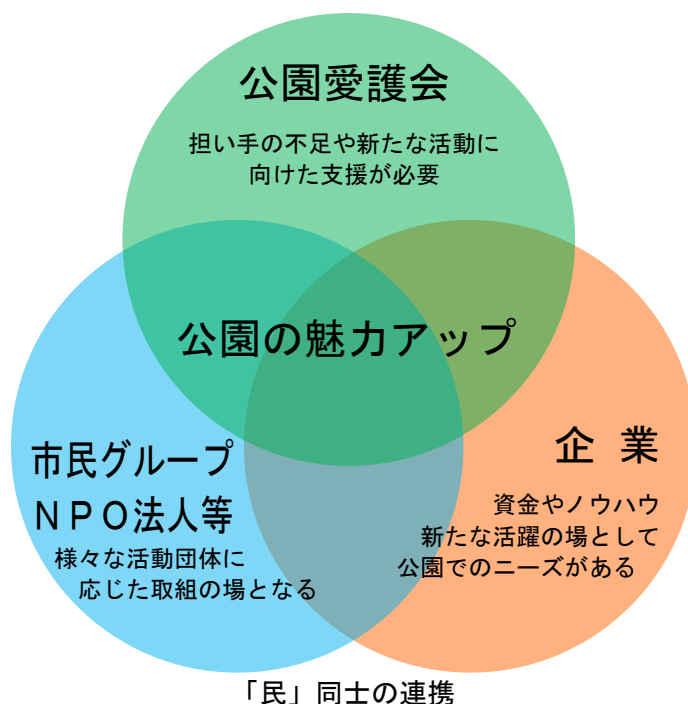 公園愛護会
担い手の不足や新たな活動に
向けた支援が必要
公園の魅力アップ
市民グループ
ＮＰＯ法人等
様々な活動団体に
応じた取組の場となる
企 業
資金やノウハウ
新たな活躍の場として
公園でのニーズがある
「民」同士の連携